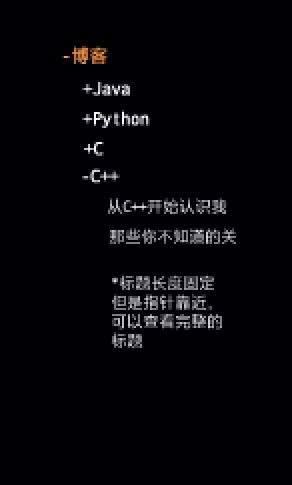 -博客
+Java
+Python
+C
-C++
从C++开始认识我
那些你不知道的关
*标题长度固定
但是指针靠近，
可以查看完整的
标题